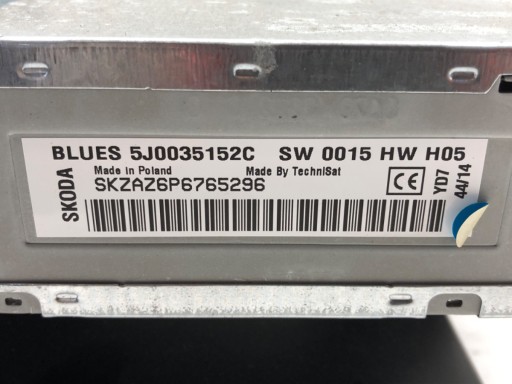 BLUES 5J0035152C SW 0015 HW H05
Made in Poland Made By TechniSat
SKZAZ6P6765296
SKODA
CE
YD7
44/14